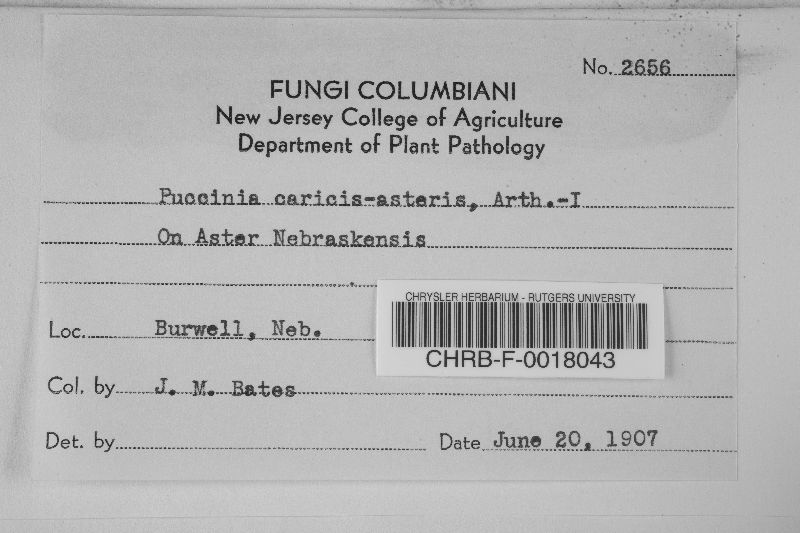 No. 2656
FUNGI COLUMBIANI
New Jersey College of Agriculture
Department of Plant Pathology
Puccinia caricis-asteris, Arth.-I
On Aster Nebraskensis
CHRYSLER HERBARIUM - RUTGERS UNIVERSITY
CHRB-F-0018043
Loc. Burwell, Neb.
Col. by J. M. Bates
Det. by
Date June 20, 1907